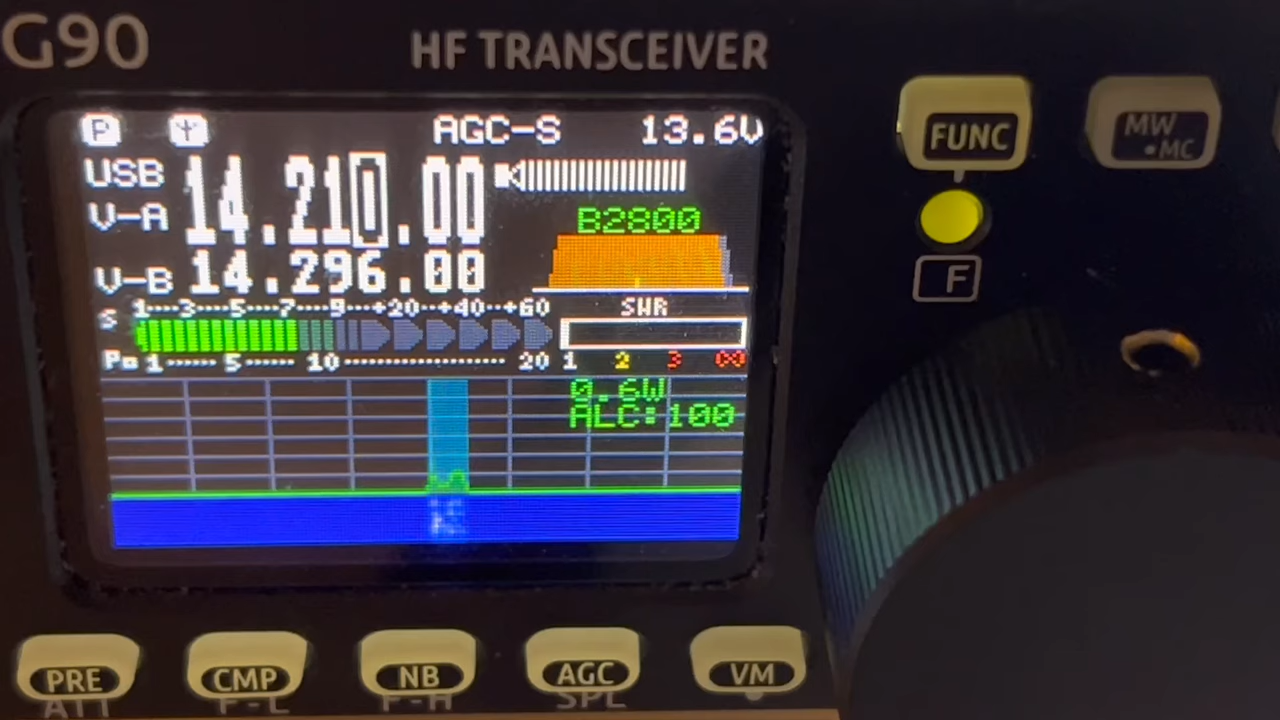 G90 HF TRANSCEIVER
P AGC-S 13.6V
USB 14.210.00
V-A
B2800
V-B 14.296.00
S 1 3 5 7 9 +20 +40 +60 SWR
Po 1 5 10 20 1 2 3 ∞
0.6W
ALC:100
FUNC
MW
•MC
F
PRE CMP NB AGC VM
ATT F-L F-H SPL